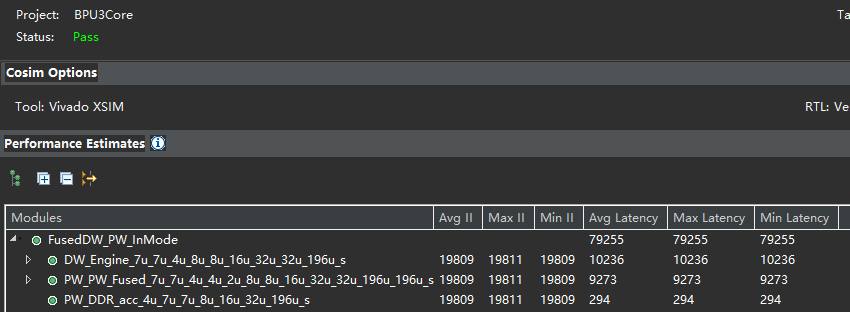 Project: BPU3Core Ta
Status: Pass
Cosim Options
Tool: Vivado XSIM RTL: Ve
Performance Estimates
Modules Avg II Max II Min II Avg Latency Max Latency Min Latency
FusedDW_PW_InMode 79255 79255 79255
DW_Engine_7u_7u_4u_8u_8u_16u_32u_32u_196u_s 19809 19811 19809 10236 10236 10236
PW_PW_Fused_7u_7u_4u_4u_2u_8u_8u_16u_32u_32u_196u_196u_s 19809 19811 19809 9273 9273 9273
PW_DDR_acc_4u_7u_7u_8u_16u_32u_196u_s 19809 19811 19809 294 294 294